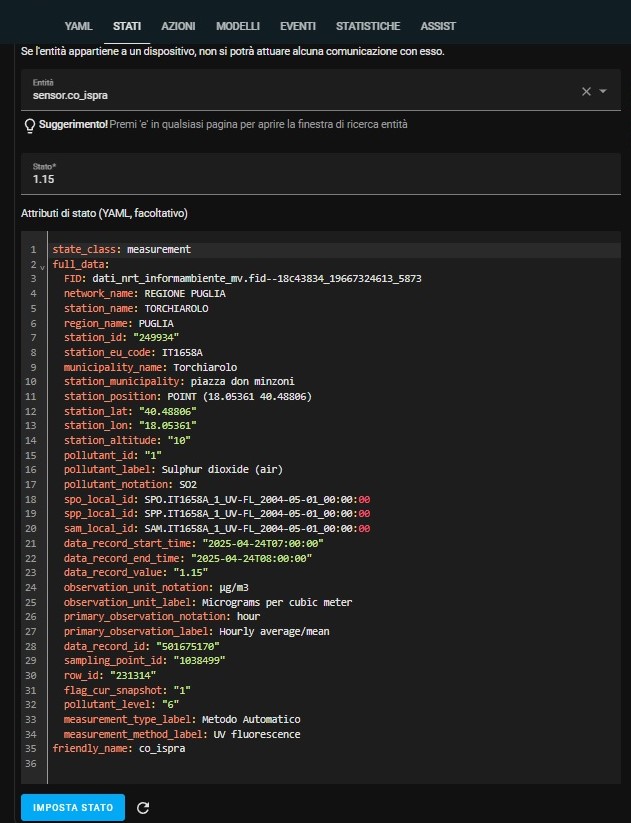 YAML STATI AZIONI MODELLI EVENTI STATISTICHE ASSIST
Se l'entità appartiene a un dispositivo, non si potrà attuare alcuna comunicazione con esso.
Entità
sensor.co_ispra
Suggerimento! Premi 'e' in qualsiasi pagina per aprire la finestra di ricerca entità
Stato*
1.15
Attributi di stato (YAML, facoltativo)
1 state_class: measurement
2 full_data:
3 FID: dati_nrt_informambiente_mv.fid--18c43834_19667324613_5873
4 network_name: REGIONE PUGLIA
5 station_name: TORCHIAROLO
6 region_name: PUGLIA
7 station_id: "249934"
8 station_eu_code: IT1658A
9 municipality_name: Torchiarolo
10 station_municipality: piazza don minzoni
11 station_position: POINT (18.05361 40.48806)
12 station_lat: "40.48806"
13 station_lon: "18.05361"
14 station_altitude: "10"
15 pollutant_id: "1"
16 pollutant_label: Sulphur dioxide (air)
17 pollutant_notation: SO2
18 spo_local_id: SPO.IT1658A_1_UV-FL_2004-05-01_00:00:00
19 spp_local_id: SPP.IT1658A_1_UV-FL_2004-05-01_00:00:00
20 sam_local_id: SAM.IT1658A_1_UV-FL_2004-05-01_00:00:00
21 data_record_start_time: "2025-04-24T07:00:00"
22 data_record_end_time: "2025-04-24T08:00:00"
23 data_record_value: "1.15"
24 observation_unit_notation: µg/m3
25 observation_unit_label: Micrograms per cubic meter
26 primary_observation_notation: hour
27 primary_observation_label: Hourly average/mean
28 data_record_id: "501675170"
29 sampling_point_id: "1038499"
30 row_id: "231314"
31 flag_cur_snapshot: "1"
32 pollutant_level: "6"
33 measurement_type_label: Metodo Automatico
34 measurement_method_label: UV fluorescence
35 friendly_name: co_ispra
36
IMPOSTA STATO